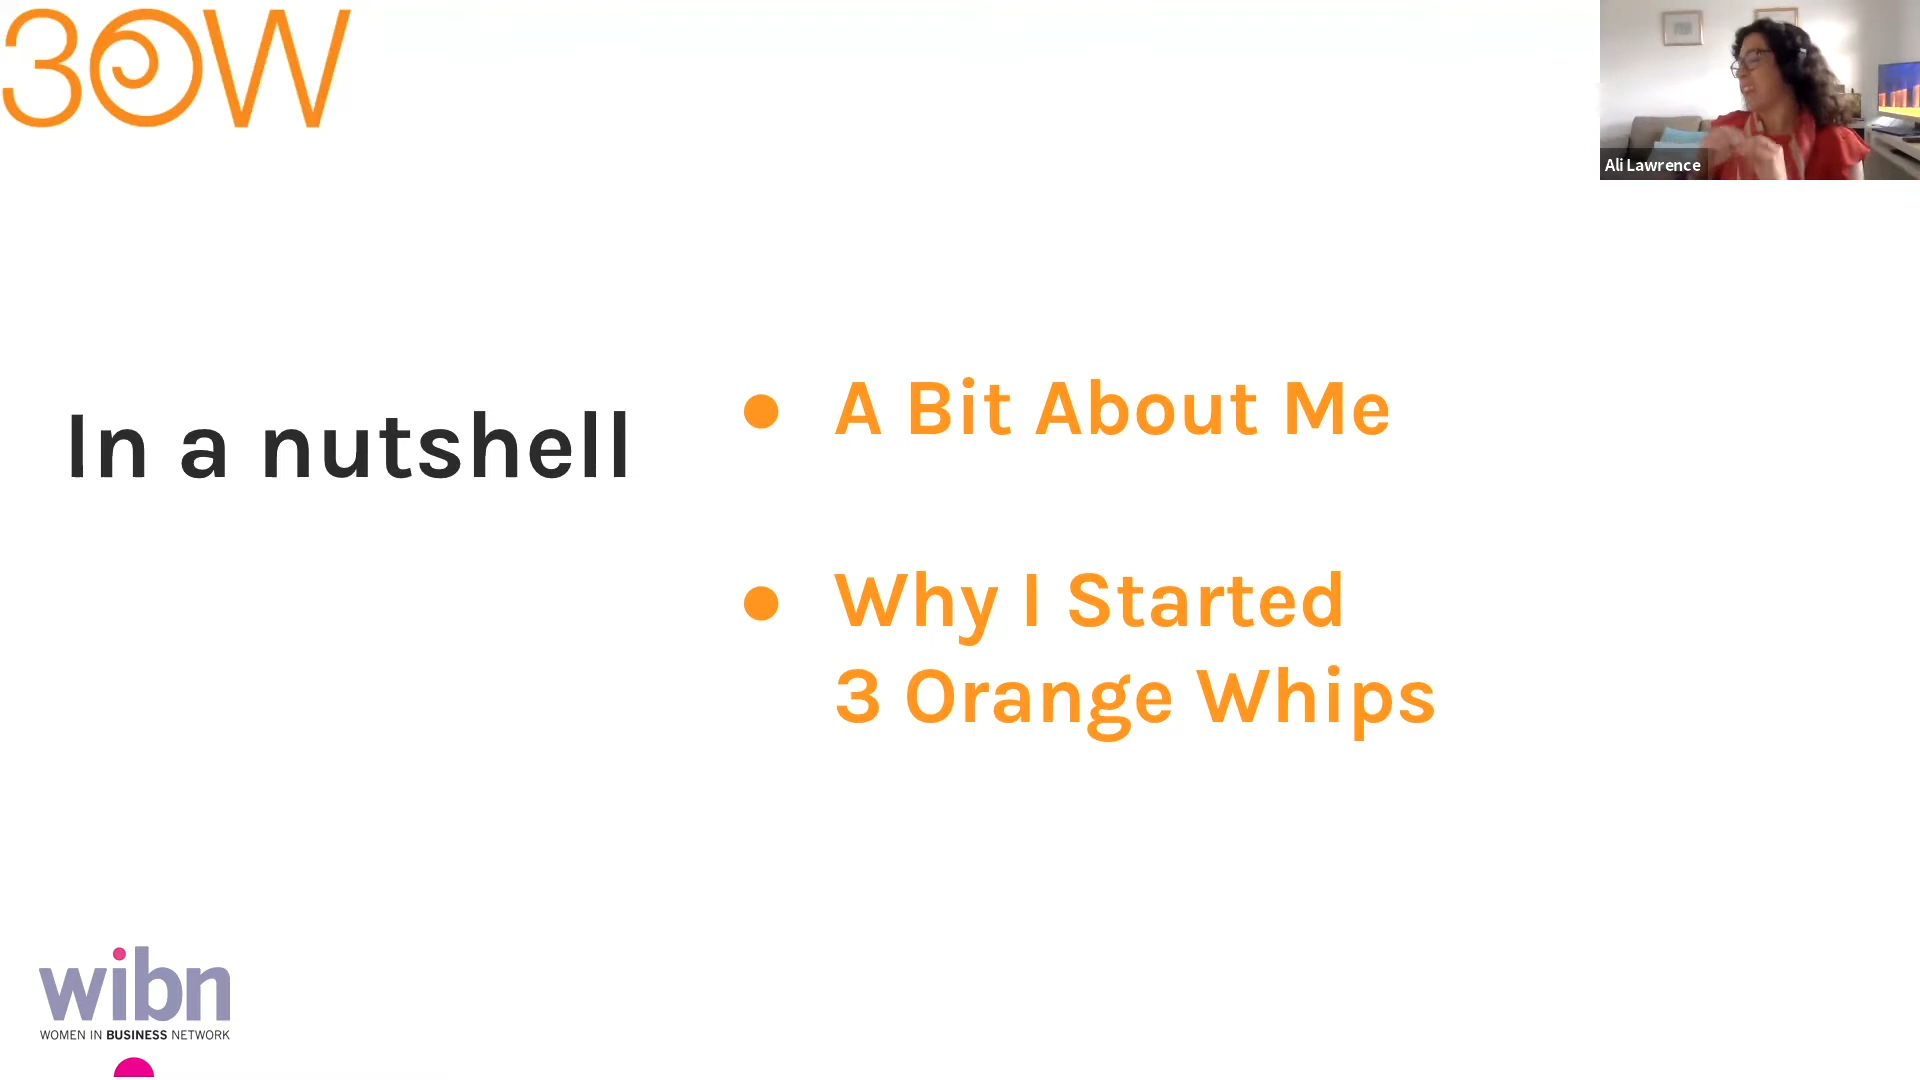 3OW
Ali Lawrence
In a nutshell
● A Bit About Me
● Why I Started
3 Orange Whips
wibn
WOMEN IN BUSINESS NETWORK